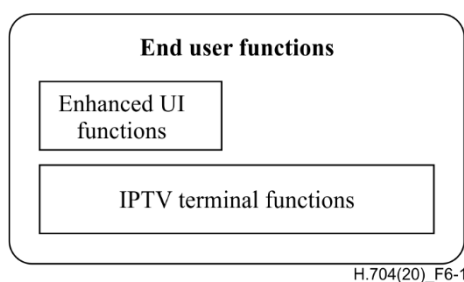 End user functions
Enhanced UI
functions
IPTV terminal functions
H.704(20)_F6-1